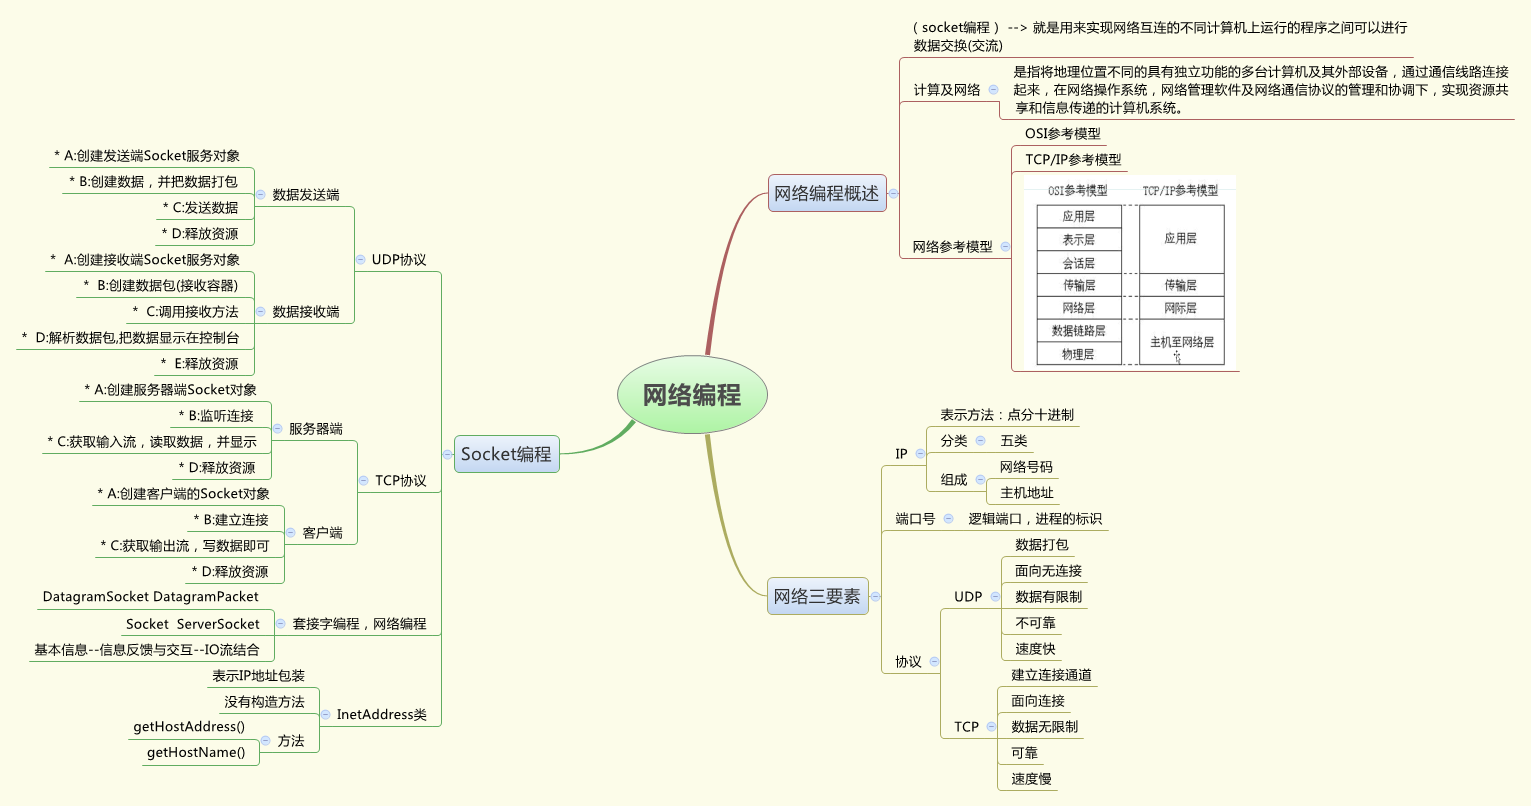 网络编程
网络编程概述
( socket编程 )  --> 就是用来实现网络互连的不同计算机上运行的程序之间可以进行
数据交换(交流)
计算及网络
是指将地理位置不同的具有独立功能的多台计算机及其外部设备，通过通信线路连接
起来，在网络操作系统，网络管理软件及网络通信协议的管理和协调下，实现资源共
享和信息传递的计算机系统。
网络参考模型
OSI参考模型
TCP/IP参考模型
OSI参考模型
TCP/IP参考模型
应用层
表示层
会话层
传输层
网络层
数据链路层
物理层
应用层
传输层
网际层
主机至网络层
网络三要素
IP
表示方法：点分十进制
分类
五类
组成
网络号码
主机地址
端口号
逻辑端口，进程的标识
协议
UDP
数据打包
面向无连接
数据有限制
不可靠
速度快
TCP
建立连接通道
面向连接
数据无限制
可靠
速度慢
Socket编程
UDP协议
数据发送端
* A:创建发送端Socket服务对象
* B:创建数据，并把数据打包
* C:发送数据
* D:释放资源
数据接收端
*  A:创建接收端Socket服务对象
*  B:创建数据包(接收容器)
*  C:调用接收方法
*  D:解析数据包,把数据显示在控制台
*  E:释放资源
TCP协议
服务器端
* A:创建服务器端Socket对象
* B:监听连接
* C:获取输入流，读取数据，并显示
* D:释放资源
客户端
* A:创建客户端的Socket对象
* B:建立连接
* C:获取输出流，写数据即可
* D:释放资源
套接字编程，网络编程
DatagramSocket DatagramPacket
Socket  ServerSocket
基本信息--信息反馈与交互--IO流结合
InetAddress类
表示IP地址包装
没有构造方法
方法
getHostAddress()
getHostName()